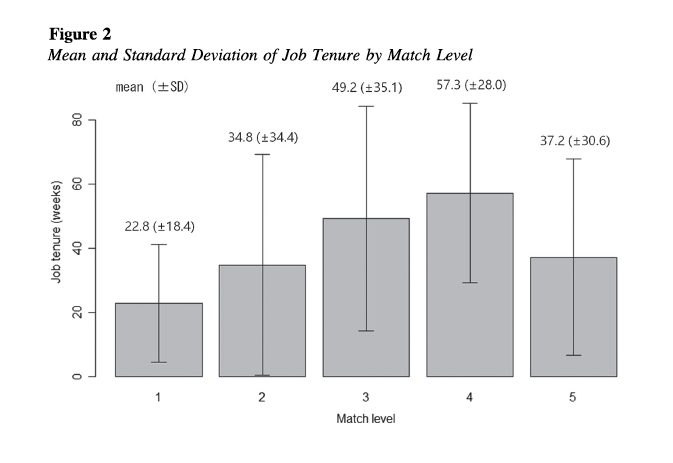 Figure 2
Mean and Standard Deviation of Job Tenure by Match Level
mean (±SD)
22.8 (±18.4)
34.8 (±34.4)
49.2 (±35.1)
57.3 (±28.0)
37.2 (±30.6)
Job tenure (weeks)
80
60
40
20
0
1 2 3 4 5
Match level